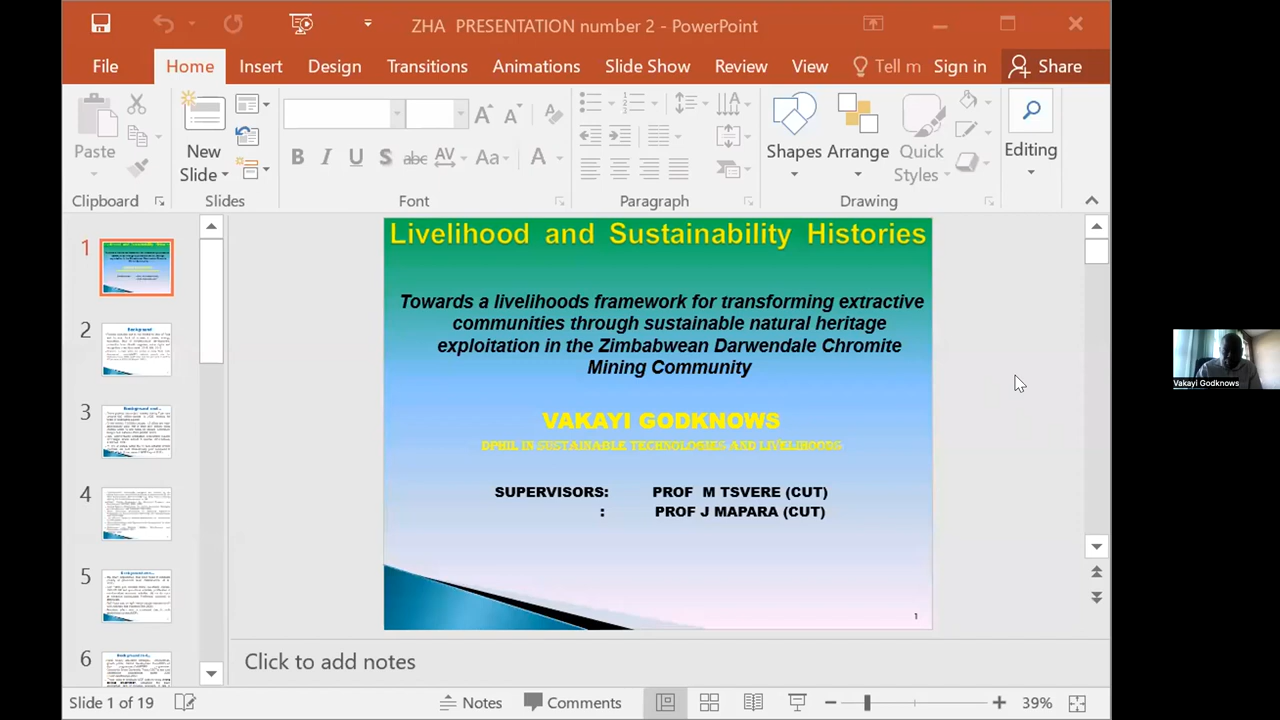 ZHA PRESENTATION number 2 - PowerPoint
File Home Insert Design Transitions Animations Slide Show Review View Tell m Sign in Share
Paste
New
Slide
B I U S abc AV Aa A
Shapes Arrange Quick
Styles
Editing
Clipboard Slides Font Paragraph Drawing
1
2
3
4
5
6
Background
Livelihood and Sustainability Histories
Towards a livelihoods framework for transforming extractive
communities through sustainable natural heritage
exploitation in the Zimbabwean Darwendale Chromite
Mining Community
VAKAYI GODKNOWS
DPHIL IN SUSTAINABLE TECHNOLOGIES AND LIVELIHOODS
SUPERVISORS: PROF M TSVERE (CUT)
: PROF J MAPARA (CUT)
1
Vakayi Godknows
Click to add notes
Slide 1 of 19 Notes Comments 39%